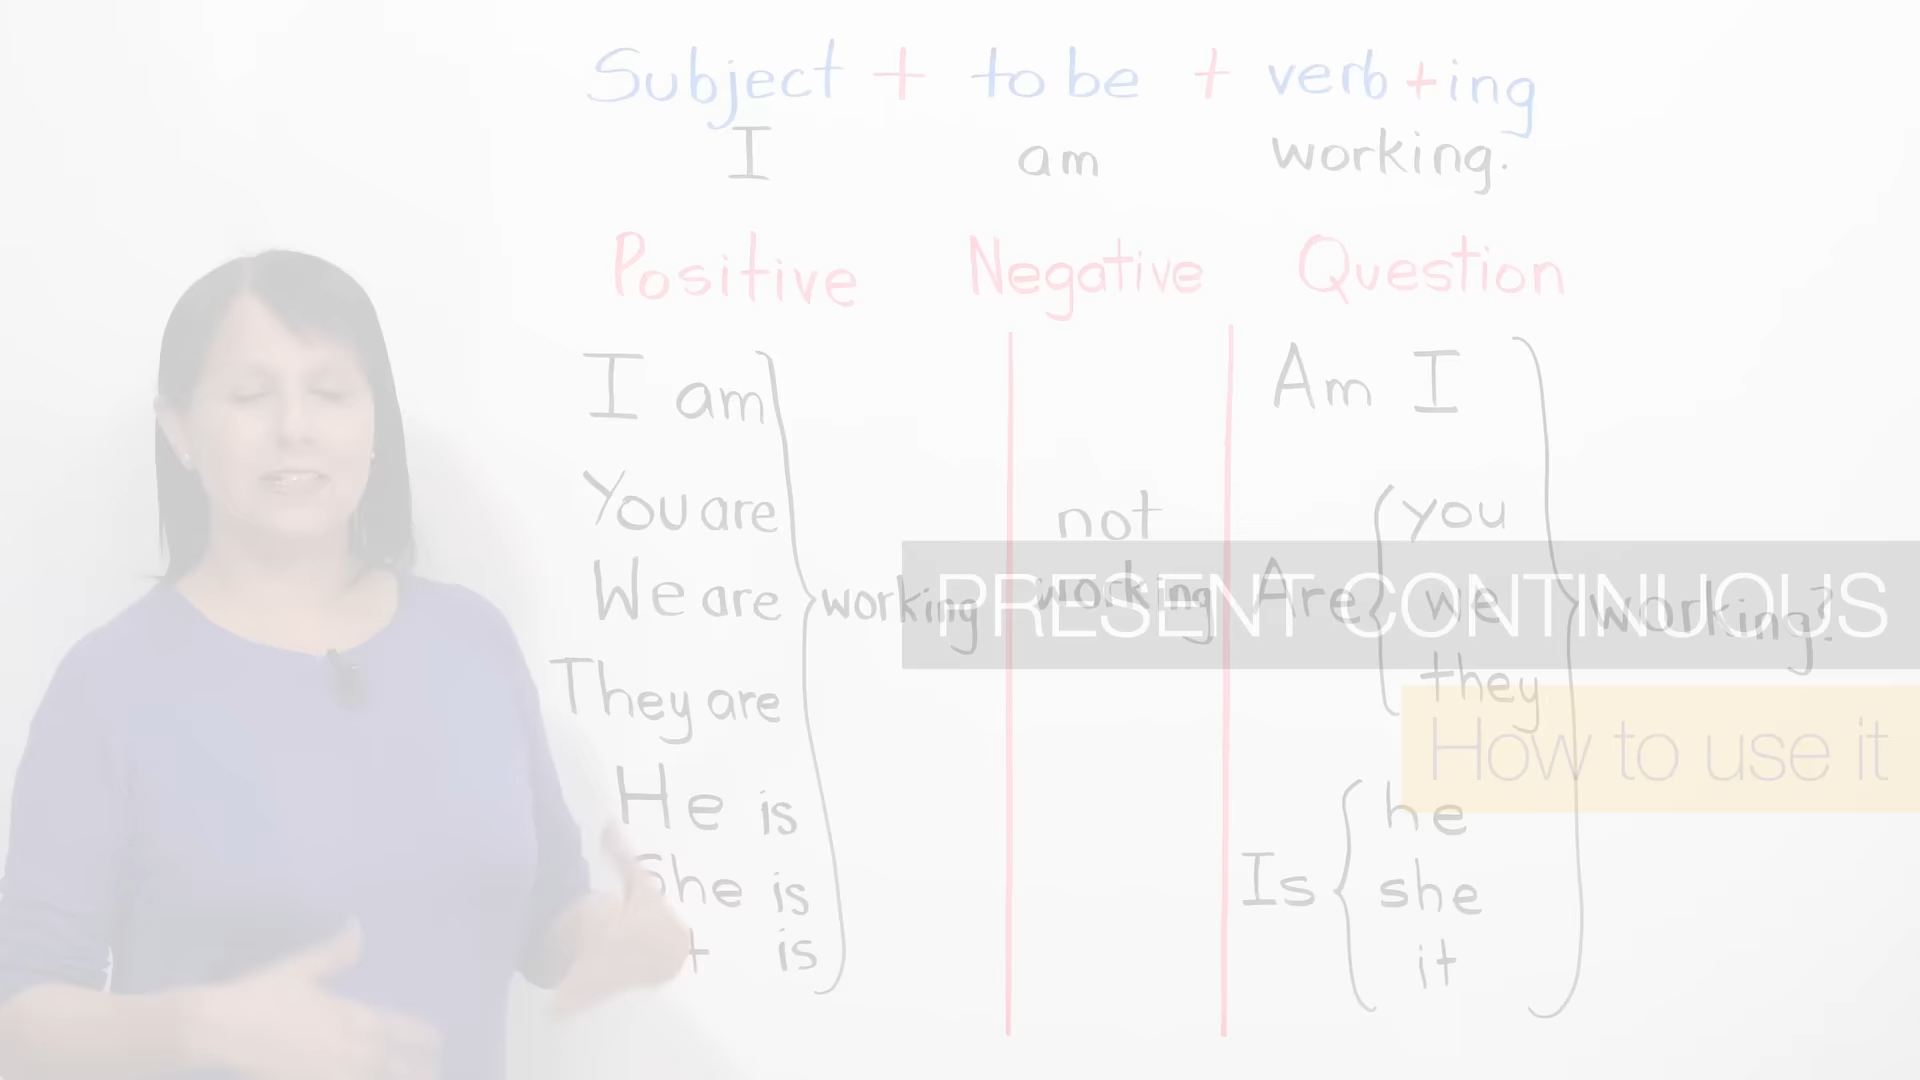 Subject + to be + verb + ing
I am working.
Positive Negative Question
I am
You are
We are
They are
He is
She is
is
working
not
working
Am I
Are
you
we
they
Is
he
she
it
working?
PRESENT CONTINUOUS
How to use it